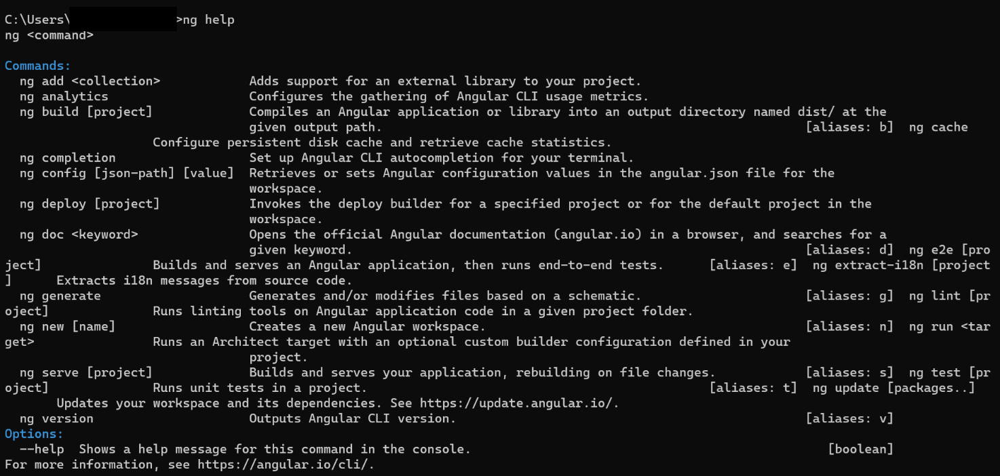 C:\Users\ >ng help
ng <command>
Commands:
ng add <collection> Adds support for an external library to your project.
ng analytics Configures the gathering of Angular CLI usage metrics.
ng build [project] Compiles an Angular application or library into an output directory named dist/ at the
given output path. [aliases: b] ng cache
Configure persistent disk cache and retrieve cache statistics.
ng completion Set up Angular CLI autocompletion for your terminal.
ng config [json-path] [value] Retrieves or sets Angular configuration values in the angular.json file for the
workspace.
ng deploy [project] Invokes the deploy builder for a specified project or for the default project in the
workspace.
ng doc <keyword> Opens the official Angular documentation (angular.io) in a browser, and searches for a
given keyword. [aliases: d] ng e2e [pro
ject] Builds and serves an Angular application, then runs end-to-end tests. [aliases: e] ng extract-i18n [project
] Extracts i18n messages from source code.
ng generate Generates and/or modifies files based on a schematic. [aliases: g] ng lint [pr
oject] Runs linting tools on Angular application code in a given project folder.
ng new [name] Creates a new Angular workspace. [aliases: n] ng run <tar
get> Runs an Architect target with an optional custom builder configuration defined in your
project.
ng serve [project] Builds and serves your application, rebuilding on file changes. [aliases: s] ng test [pr
oject] Runs unit tests in a project. [aliases: t] ng update [packages..]
Updates your workspace and its dependencies. See https://update.angular.io/.
ng version Outputs Angular CLI version. [aliases: v]
Options:
--help Shows a help message for this command in the console. [boolean]
For more information, see https://angular.io/cli/.